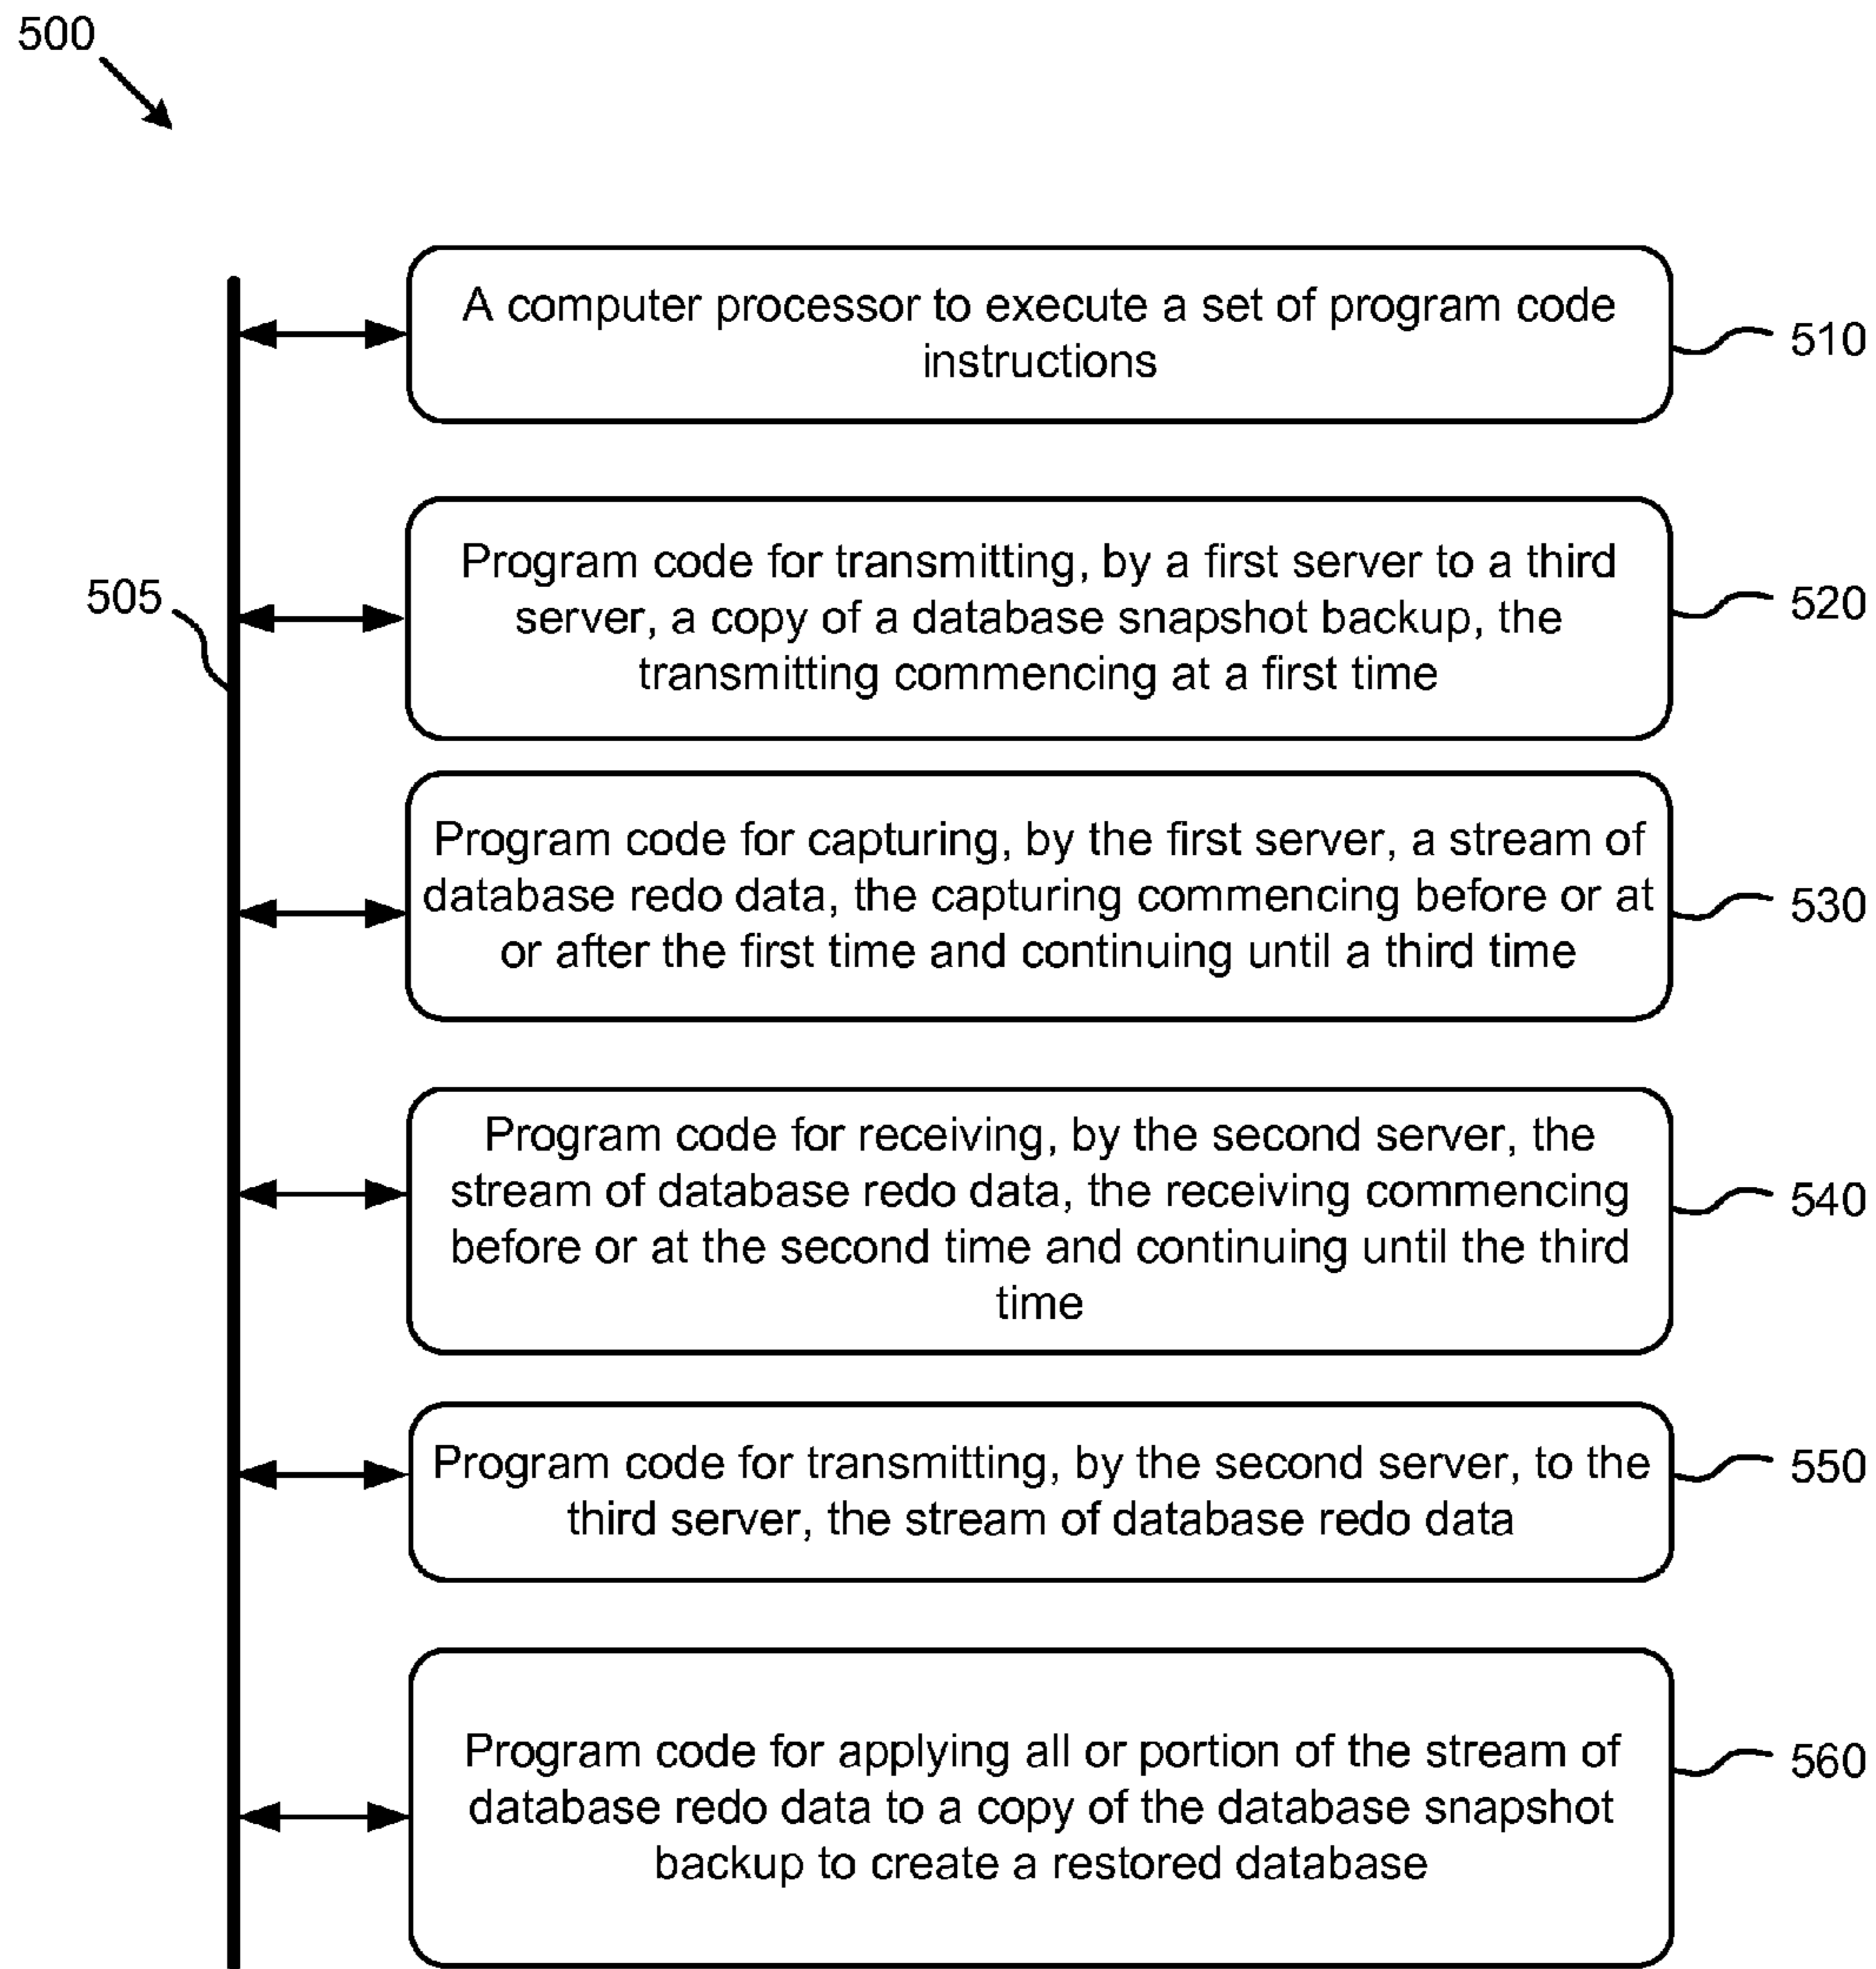 500
A computer processor to execute a set of program code
instructions
510
Program code for transmitting, by a first server to a third
server, a copy of a database snapshot backup, the
transmitting commencing at a first time
505
520
Program code for capturing, by the first server, a stream of
database redo data, the capturing commencing before or at
or after the first time and continuing until a third time
530
Program code for receiving, by the second server, the
stream of database redo data, the receiving commencing
before or at the second time and continuing until the third
time
540
Program code for transmitting, by the second server, to the
third server, the stream of database redo data
550
Program code for applying all or portion of the stream of
database redo data to a copy of the database snapshot
backup to create a restored database
560